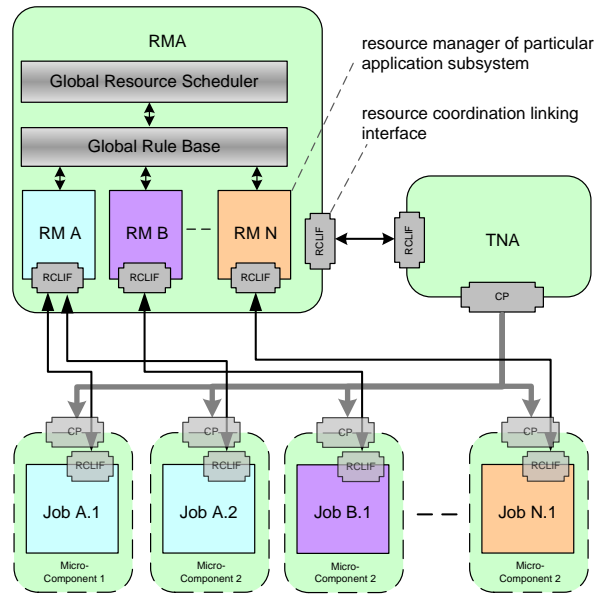 RMA
resource manager of particular
application subsystem
Global Resource Scheduler
resource coordination linking
interface
Global Rule Base
RM A
RM B
RM N
RCLIF
RCLIF
RCLIF
RCLIF
RCLIF
TNA
CP
CP
CP
CP
CP
RCLIF
RCLIF
RCLIF
RCLIF
Job A.1
Job A.2
Job B.1
Job N.1
Micro-
Component 1
Micro-
Component 2
Micro-
Component 2
Micro-
Component 2